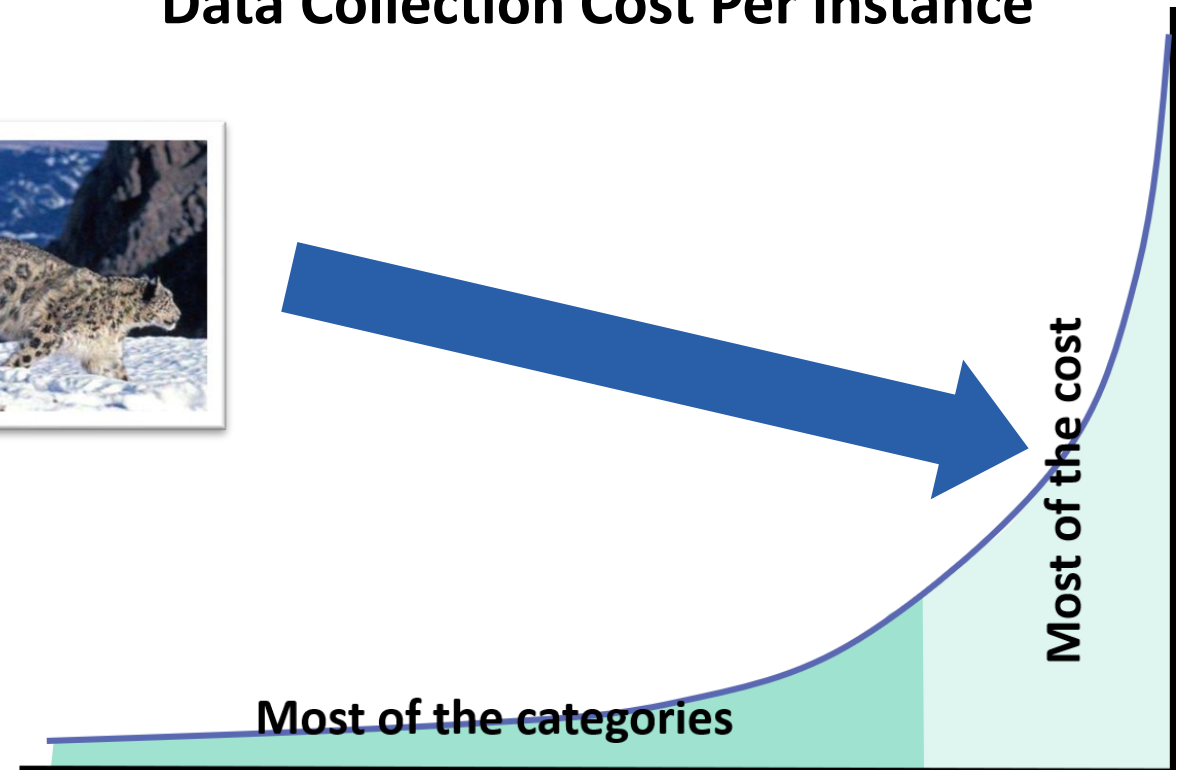 Data Collection Cost Per Instance
Most of the cost
Most of the categories